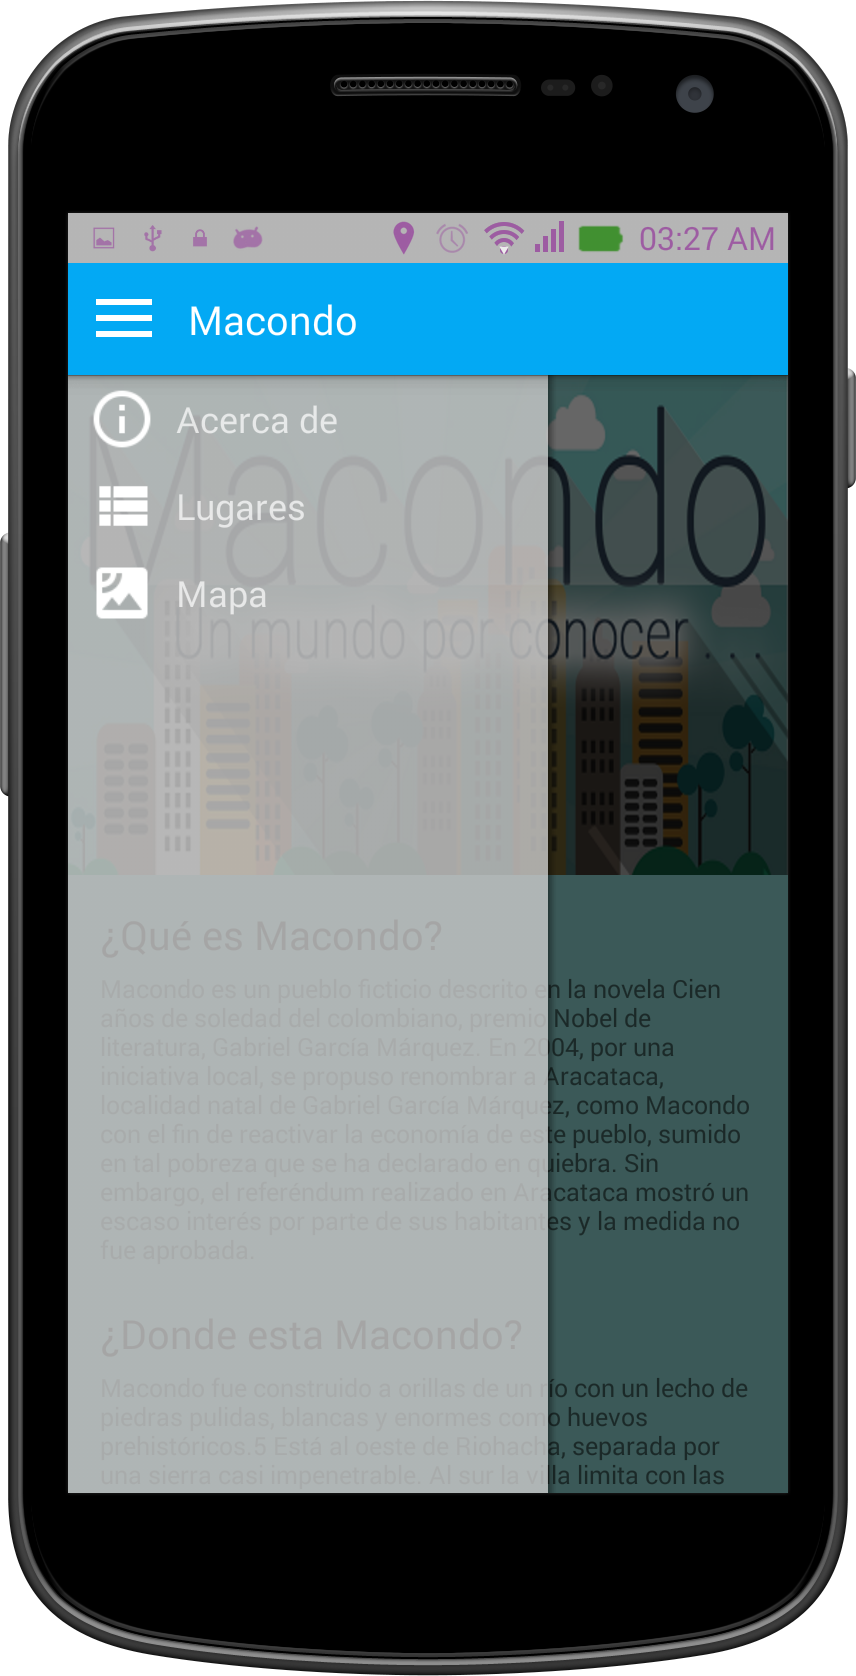 03:27 AM
Macondo
Acerca de
Lugares
Mapa
Macondo
Un mundo por conocer . . .
¿Qué es Macondo?
Macondo es un pueblo ficticio descrito en la novela Cien
años de soledad del colombiano, premio Nobel de
literatura, Gabriel García Márquez. En 2004, por una
iniciativa local, se propuso renombrar a Aracataca,
localidad natal de Gabriel García Márquez, como Macondo
con el fin de reactivar la economía de este pueblo, sumido
en tal pobreza que se ha declarado en quiebra. Sin
embargo, el referéndum realizado en Aracataca mostró un
escaso interés por parte de sus habitantes y la medida no
fue aprobada.
¿Donde esta Macondo?
Macondo fue construido a orillas de un río con un lecho de
piedras pulidas, blancas y enormes como huevos
prehistóricos.5 Está al oeste de Riohacha, separada por
una sierra casi impenetrable. Al sur la villa limita con las